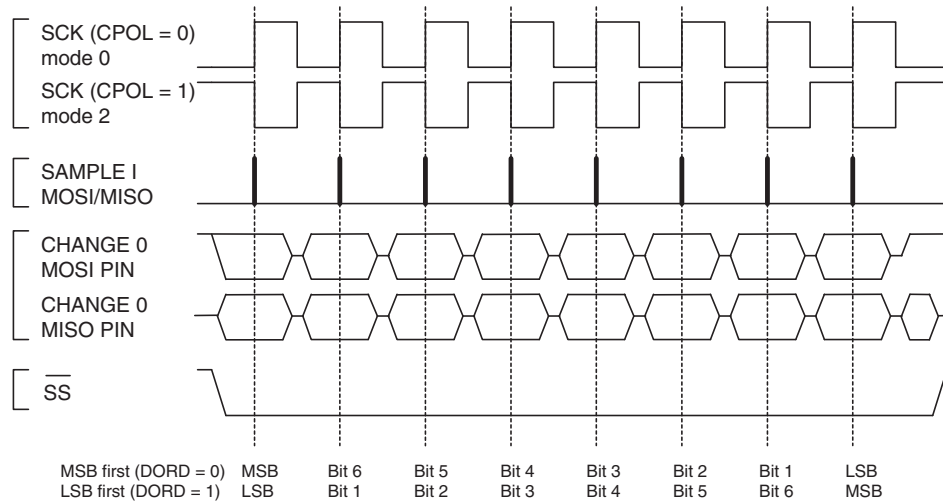 SCK (CPOL = 0)
mode 0
SCK (CPOL = 1)
mode 2
SAMPLE I
MOSI/MISO
CHANGE 0
MOSI PIN
CHANGE 0
MISO PIN
SS
MSB first (DORD = 0) MSB Bit 6 Bit 5 Bit 4 Bit 3 Bit 2 Bit 1 LSB
LSB first (DORD = 1) LSB Bit 1 Bit 2 Bit 3 Bit 4 Bit 5 Bit 6 MSB